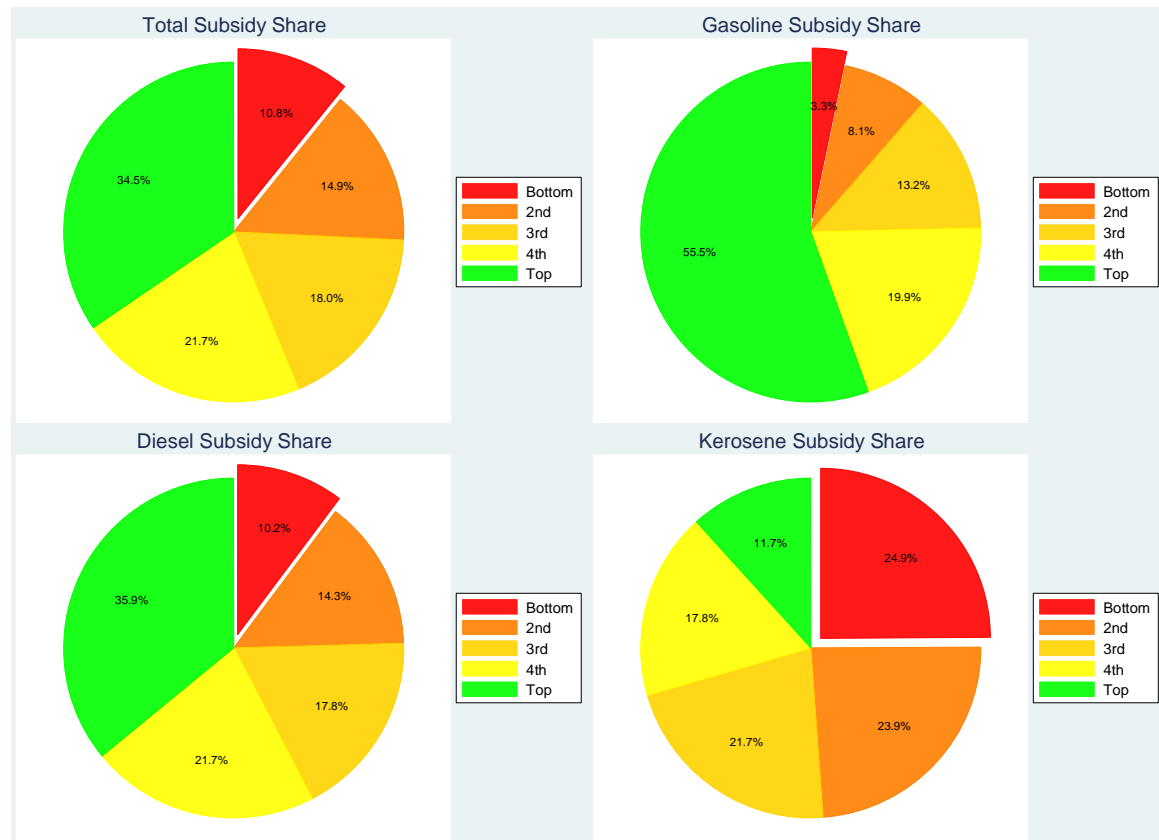 Total Subsidy Share
10.8%
14.9%
18.0%
21.7%
34.5%
Bottom
2nd
3rd
4th
Top
Gasoline Subsidy Share
3.3%
8.1%
13.2%
19.9%
55.5%
Bottom
2nd
3rd
4th
Top
Diesel Subsidy Share
10.2%
14.3%
17.8%
21.7%
35.9%
Bottom
2nd
3rd
4th
Top
Kerosene Subsidy Share
24.9%
23.9%
21.7%
17.8%
11.7%
Bottom
2nd
3rd
4th
Top